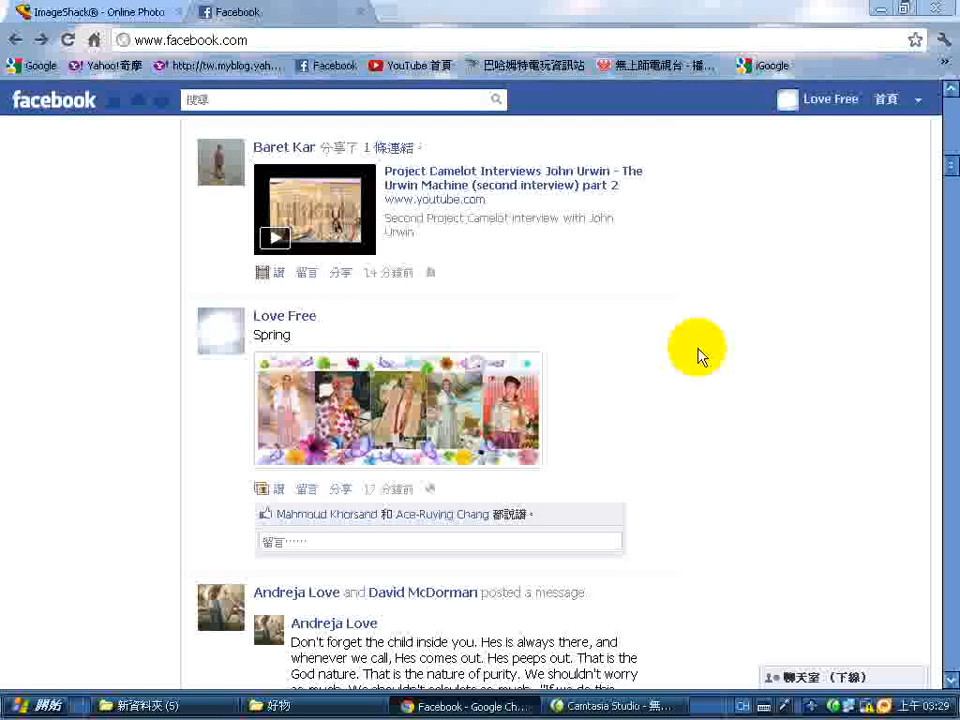 ImageShack® - Online Photo
Facebook
www.facebook.com
Google
Yahoo!奇摩
http://tw.myblog.yah...
Facebook
YouTube 首頁
巴哈姆特電玩資訊站
無上師電視台 - 播...
iGoogle
facebook
搜尋
Love Free
首頁
Baret Kar 分享了 1 條連結。
Project Camelot Interviews John Urwin - The
Urwin Machine (second interview) part 2
www.youtube.com
Second Project Camelot interview with John
Urwin
讚 留言 分享 14 分鐘前
Love Free
Spring
讚 留言 分享 17 分鐘前
Mahmoud Khorsand 和 Ace-Ruying Chang 都說讚。
留言……
Andreja Love and David McDorman posted a message
Andreja Love
Don't forget the child inside you. Hes is always there, and
whenever we call, Hes comes out. Hes peeps out. That is the
God nature. That is the nature of purity. We shouldn't worry
聊天室 (下線)
開始
新資料夾 (5)
好物
Facebook - Google Ch...
Camtasia Studio - 無...
CH
上午 03:29